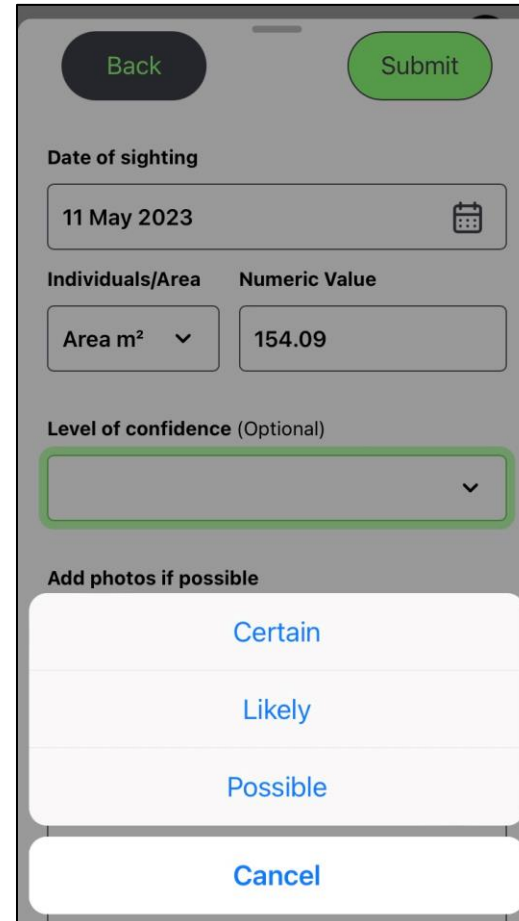 Back
Submit
Date of sighting
11 May 2023
Individuals/Area Numeric Value
Area m² 154.09
Level of confidence (Optional)
Add photos if possible
Certain
Likely
Possible
Cancel